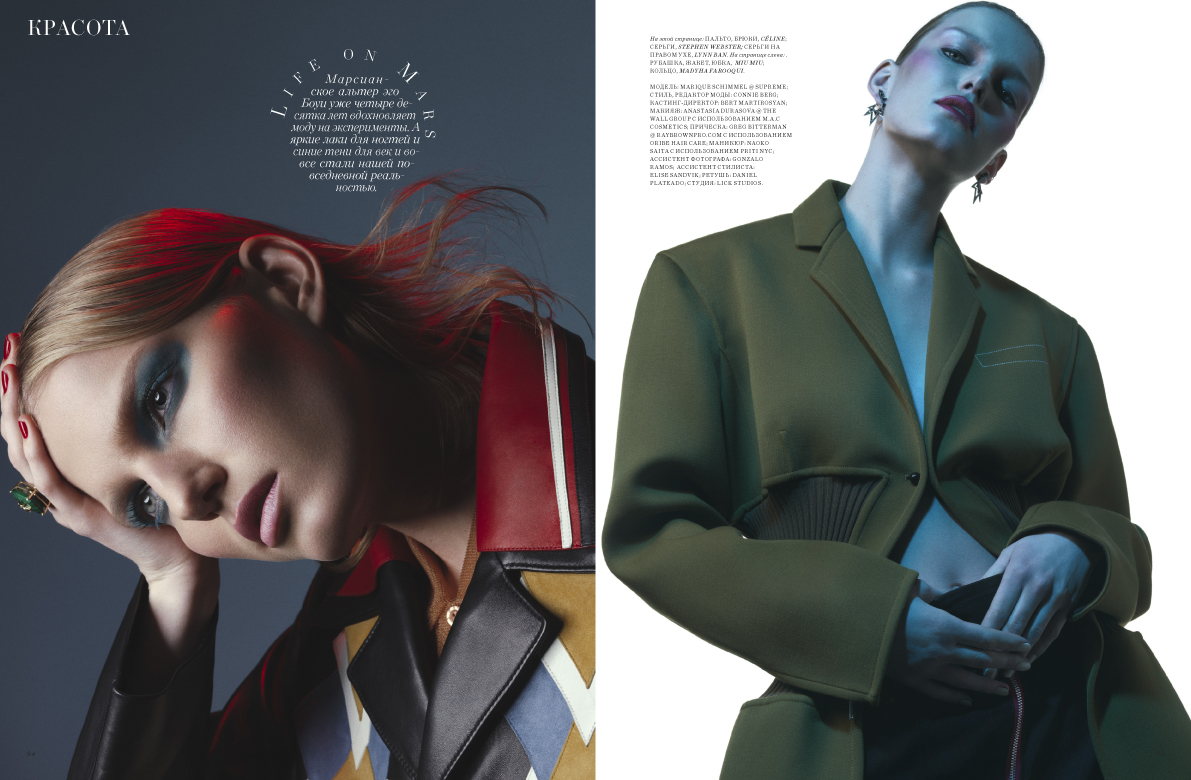 КРАСОТА
LIFE ON MARS
Марсиан-
ское альтер эго
Боуи уже четыре де-
сятка лет вдохновляет
моду на эксперименты. А
яркие лаки для ногтей и
синие тени для век и во-
все стали нашей по-
вседневной реаль-
ностью.
На этой странице: ПАЛЬТО, БРЮКИ, CÉLINE;
СЕРЬГИ, STEPHEN WEBSTER; СЕРЬГИ НА
ПРАВОМ УХЕ, LYNN BAN. На странице слева:
РУБАШКА, ЖАКЕТ, ЮБКА, MIU MIU;
КОЛЬЦО, MADYHA FAROOQUI.
МОДЕЛЬ: MARIQUE SCHIMMEL @ SUPREME;
СТИЛЬ, РЕДАКТОР МОДЫ: CONNIE BERG;
КАСТИНГ-ДИРЕКТОР: BERT MARTIROSYAN;
МАКИЯЖ: ANASTASIA DURASOVA @ THE
WALL GROUP С ИСПОЛЬЗОВАНИЕМ M.A.C
COSMETICS; ПРИЧЕСКА: GREG BITTERMAN
@ RAYBROWNPRO.COM С ИСПОЛЬЗОВАНИЕМ
ORIBE HAIR CARE; МАНИКЮР: NAOKO
SAITA С ИСПОЛЬЗОВАНИЕМ PRITI NYC;
АССИСТЕНТ ФОТОГРАФА: GONZALO
RAMOS; АССИСТЕНТ СТИЛИСТА:
ELISE SANDVIK; РЕТУШЬ: DANIEL
PLATEADO; СТУДИЯ: LICK STUDIOS.